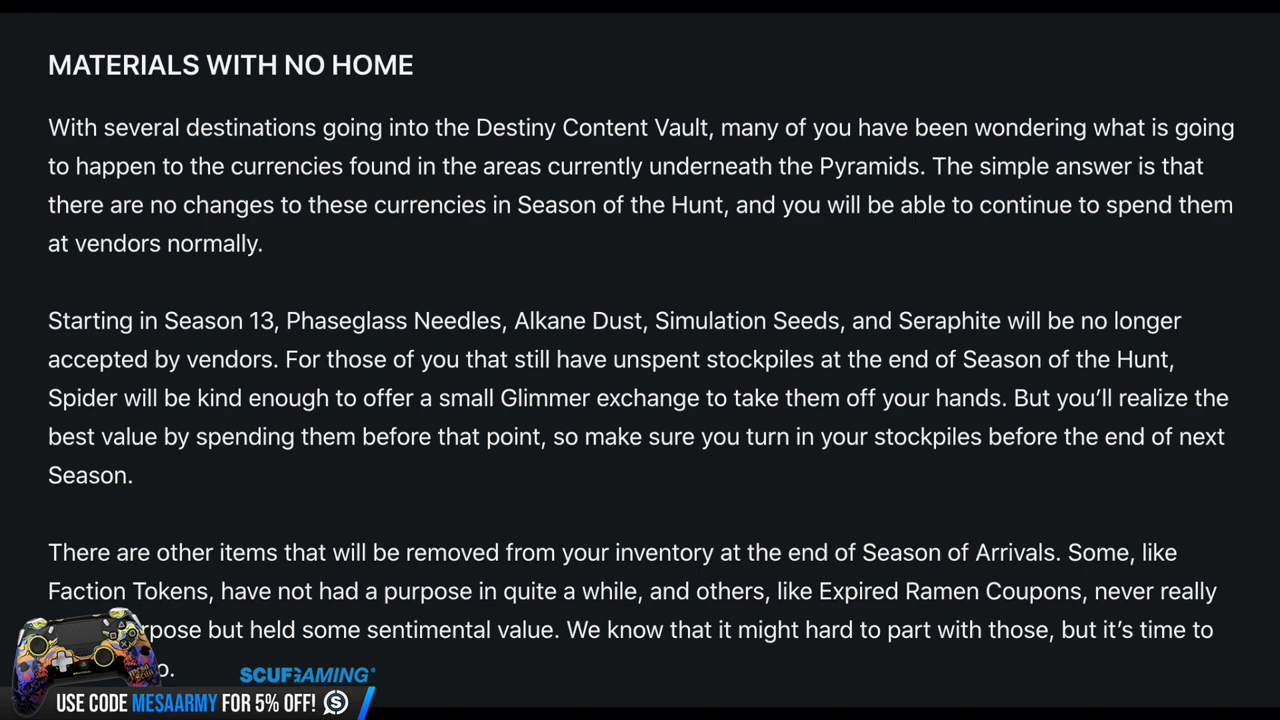 MATERIALS WITH NO HOME
With several destinations going into the Destiny Content Vault, many of you have been wondering what is going
to happen to the currencies found in the areas currently underneath the Pyramids. The simple answer is that
there are no changes to these currencies in Season of the Hunt, and you will be able to continue to spend them
at vendors normally.
Starting in Season 13, Phaseglass Needles, Alkane Dust, Simulation Seeds, and Seraphite will be no longer
accepted by vendors. For those of you that still have unspent stockpiles at the end of Season of the Hunt,
Spider will be kind enough to offer a small Glimmer exchange to take them off your hands. But you’ll realize the
best value by spending them before that point, so make sure you turn in your stockpiles before the end of next
Season.
There are other items that will be removed from your inventory at the end of Season of Arrivals. Some, like
Faction Tokens, have not had a purpose in quite a while, and others, like Expired Ramen Coupons, never really
but held some sentimental value. We know that it might hard to part with those, but it’s time to
SCUFGAMING
USE CODE MESAARMY FOR 5% OFF!